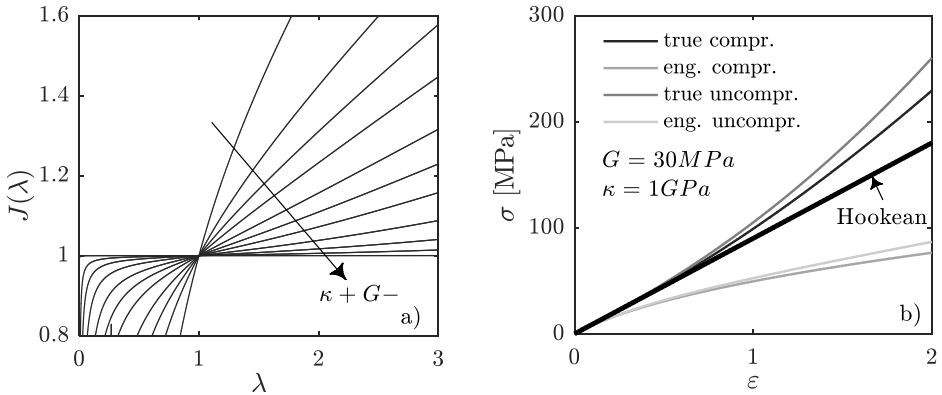 1.6
1.4
1.2
1
0.8
J(λ)
κ + G−
a)
0 1 2 3
λ
300
200
100
0
σ [MPa]
true compr.
eng. compr.
true uncompr.
eng. uncompr.
G = 30MPa
κ = 1GPa
Hookean
b)
0 1 2
ε